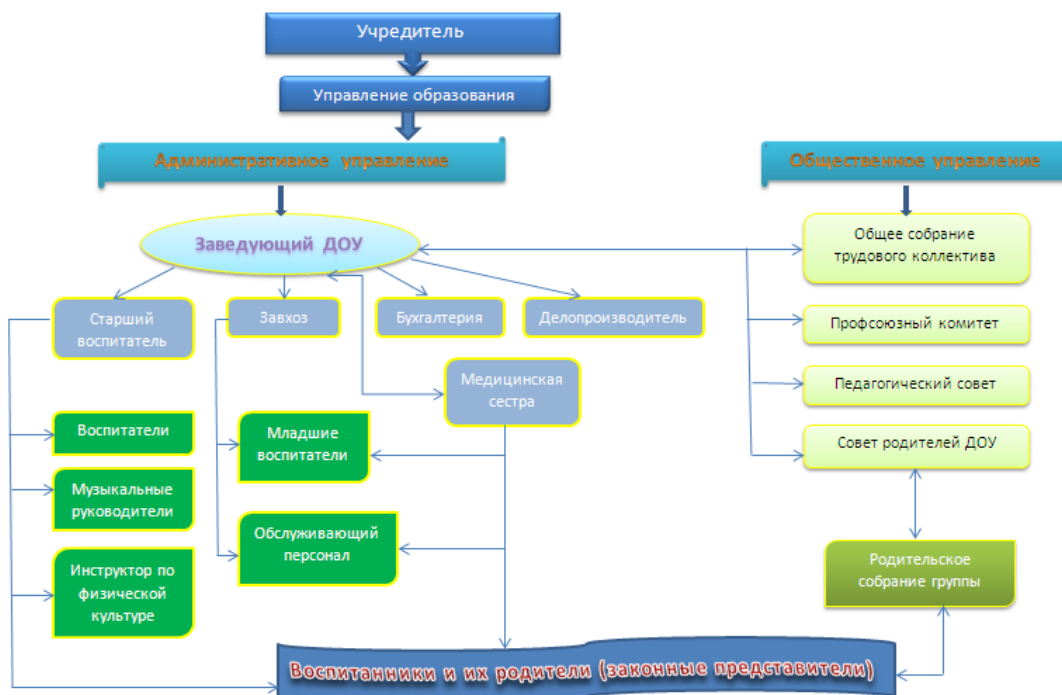 Учредитель
Управление образования
Административное управление
Общественное управление
Заведующий ДОУ
Общее собрание
трудового коллектива
Старший
воспитатель
Завхоз
Бухгалтерия
Делопроизводитель
Профсоюзный комитет
Медицинская
сестра
Педагогический совет
Воспитатели
Младшие
воспитатели
Совет родителей ДОУ
Музыкальные
руководители
Обслуживающий
персонал
Инструктор по
физической
культуре
Родительское
собрание группы
Воспитанники и их родители (законные представители)